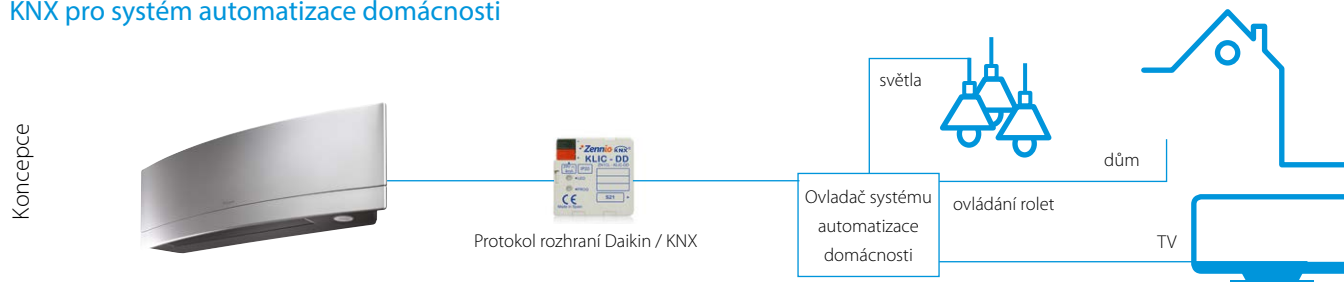 KNX pro systém automatizace domácnosti
Koncepce
Zennio KNX
KLIC - DD
S21
Protokol rozhraní Daikin / KNX
Ovladač systému
automatizace
domácnosti
světla
dům
ovládání rolet
TV